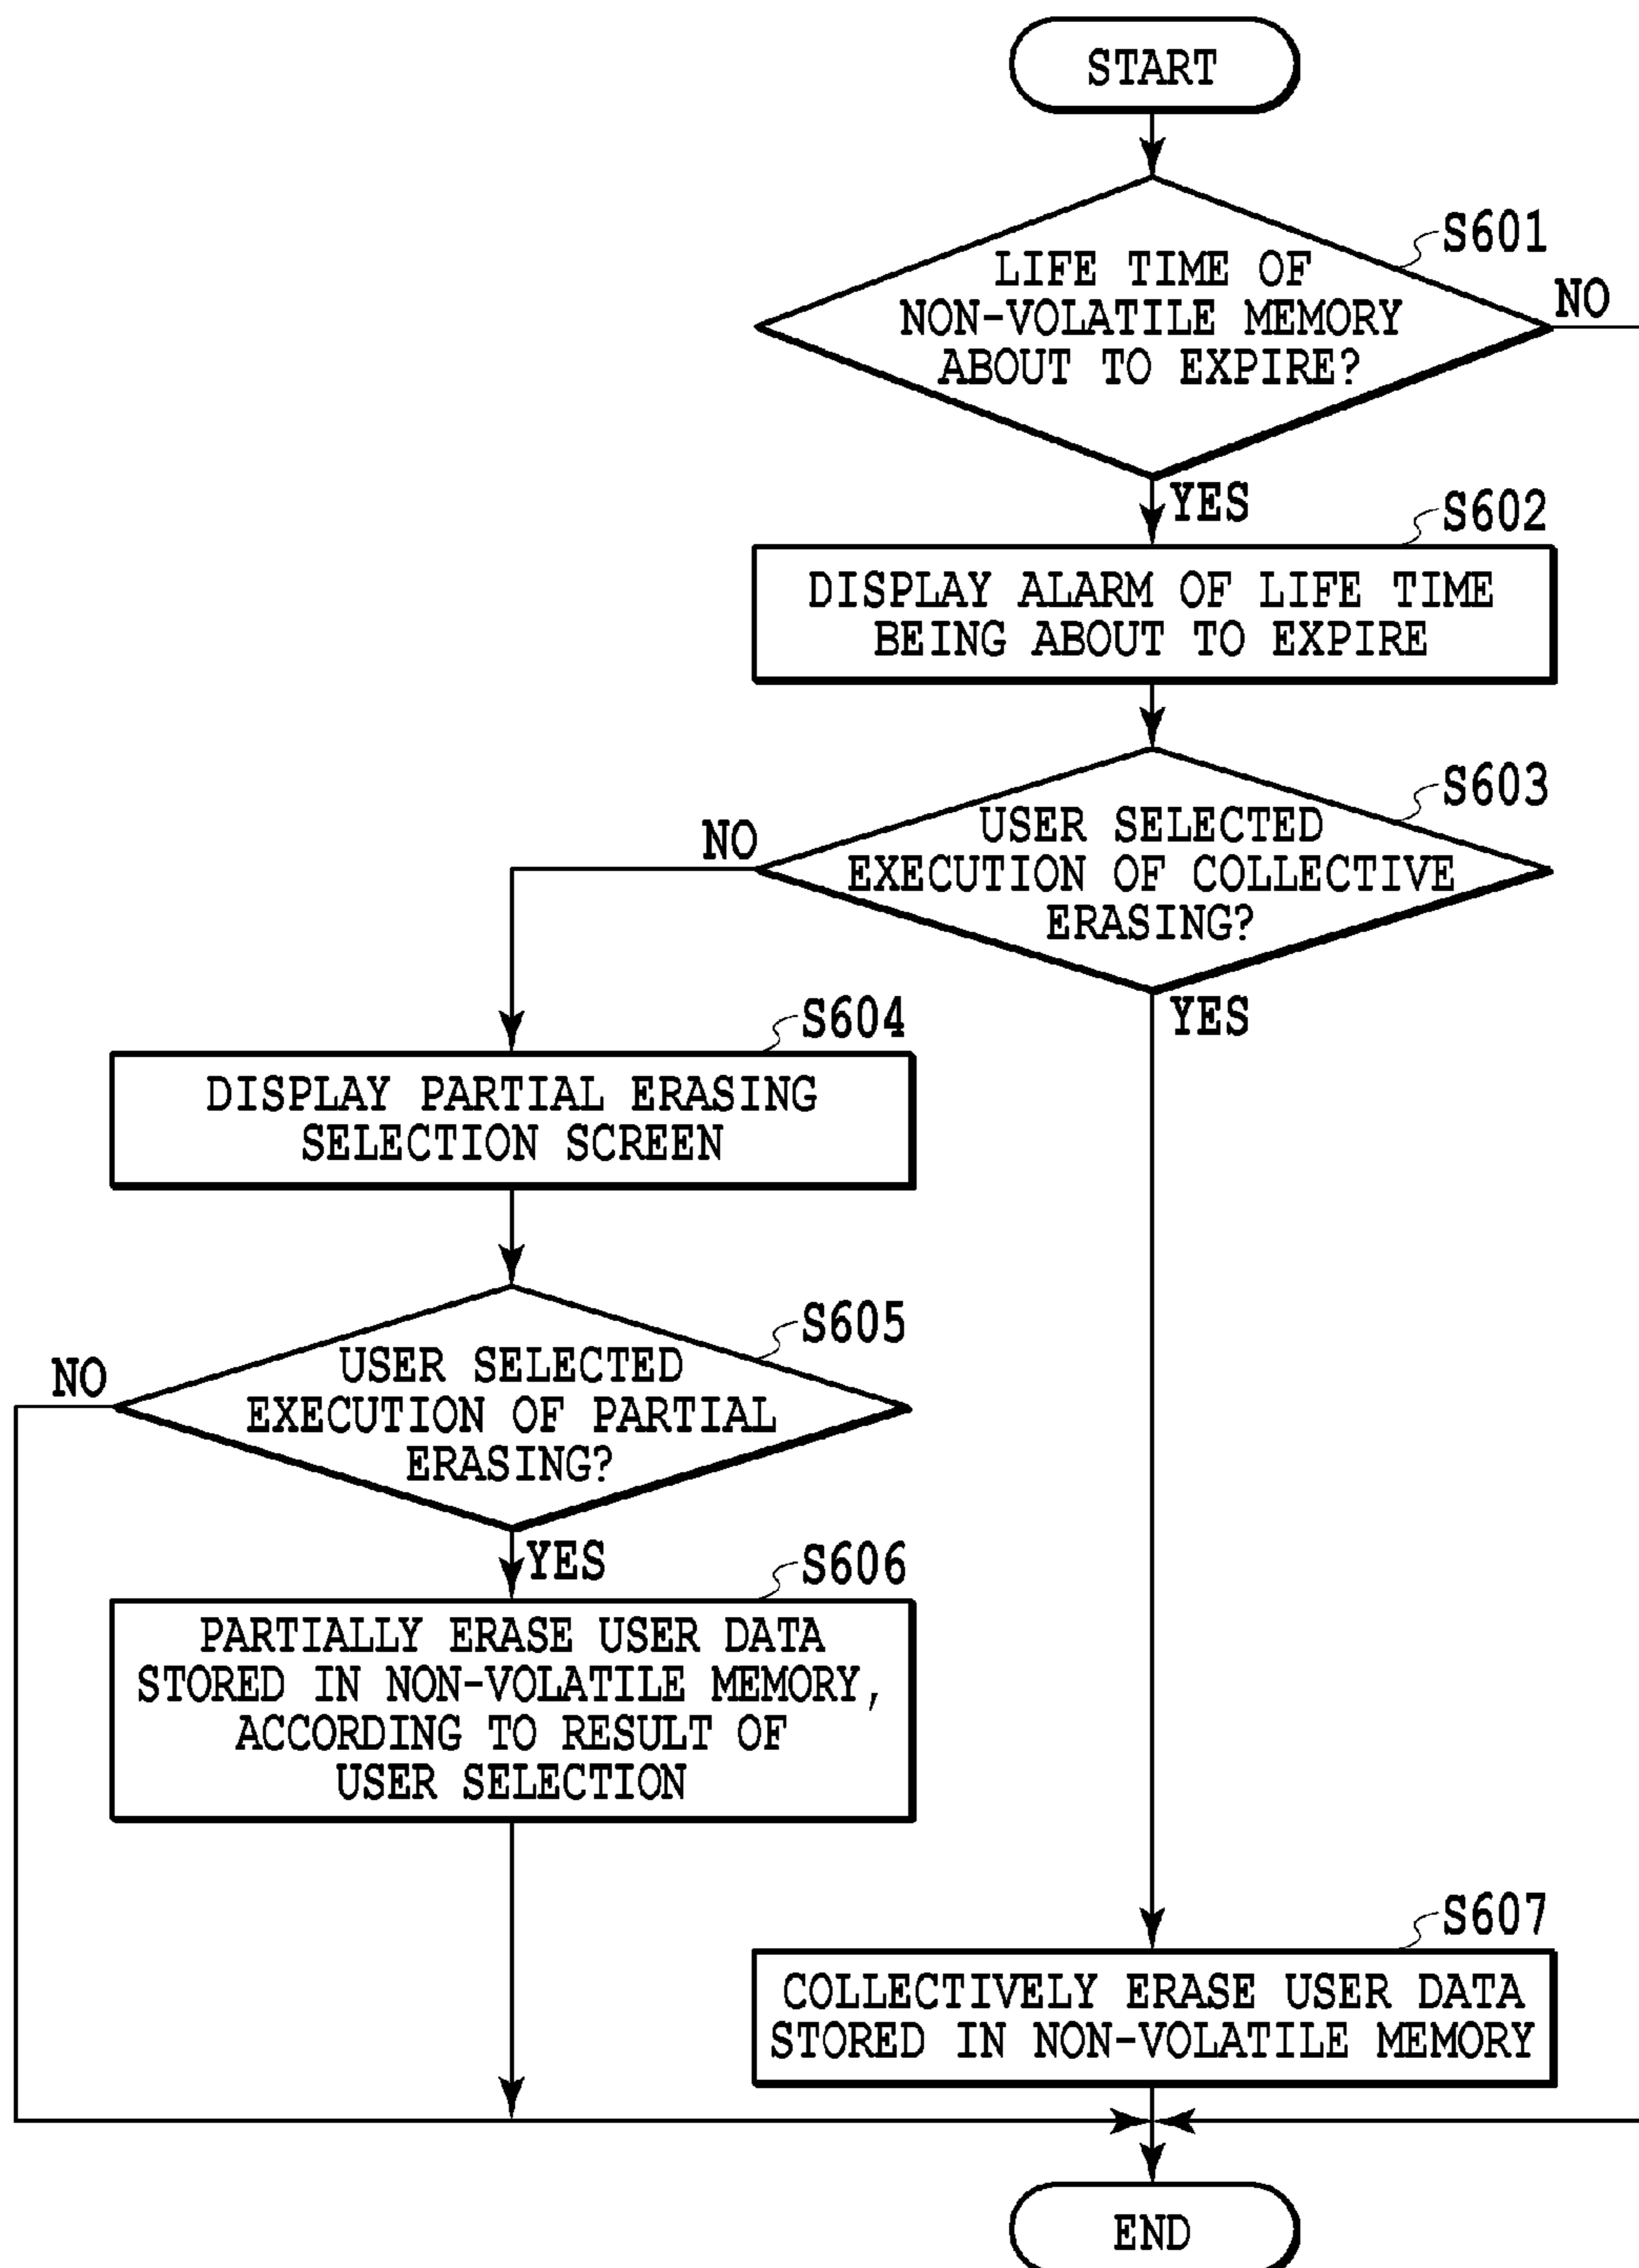 START
S601
LIFE TIME OF
NON-VOLATILE MEMORY
ABOUT TO EXPIRE?
NO
YES
S602
DISPLAY ALARM OF LIFE TIME
BEING ABOUT TO EXPIRE
S603
USER SELECTED
EXECUTION OF COLLECTIVE
ERASING?
NO
YES
S604
DISPLAY PARTIAL ERASING
SELECTION SCREEN
S605
USER SELECTED
EXECUTION OF PARTIAL
ERASING?
NO
YES
S606
PARTIALLY ERASE USER DATA
STORED IN NON-VOLATILE MEMORY,
ACCORDING TO RESULT OF
USER SELECTION
S607
COLLECTIVELY ERASE USER DATA
STORED IN NON-VOLATILE MEMORY
END